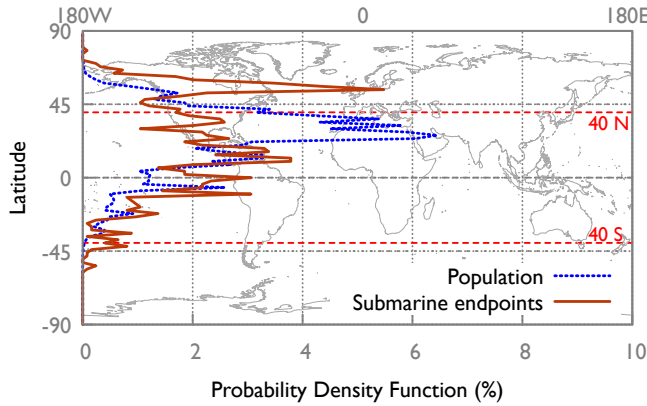 180W 0 180E
90
45
40 N
0
40 S
-45
-90
Latitude
Population
Submarine endpoints
0 2 4 6 8 10
Probability Density Function (%)